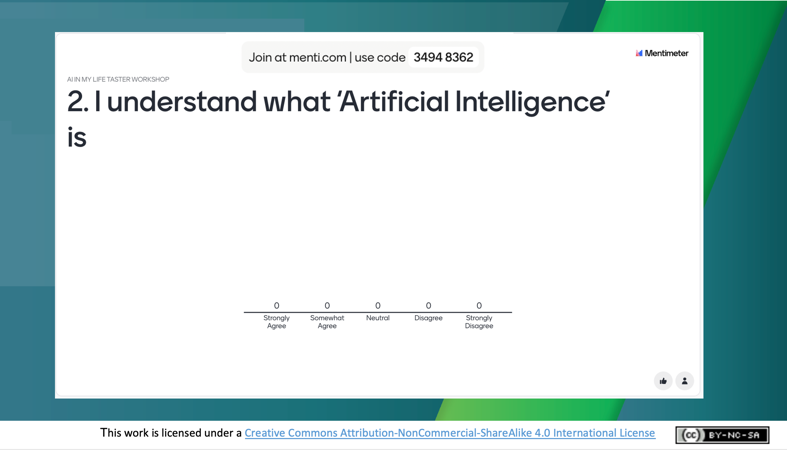 Join at menti.com | use code 3494 8362
Mentimeter
AI IN MY LIFE TASTER WORKSHOP
2. I understand what ‘Artificial Intelligence’
is
0 0 0 0 0
Strongly Somewhat Neutral Disagree Strongly
Agree Agree Disagree
This work is licensed under a Creative Commons Attribution-NonCommercial-ShareAlike 4.0 International License
cc BY-NC-SA